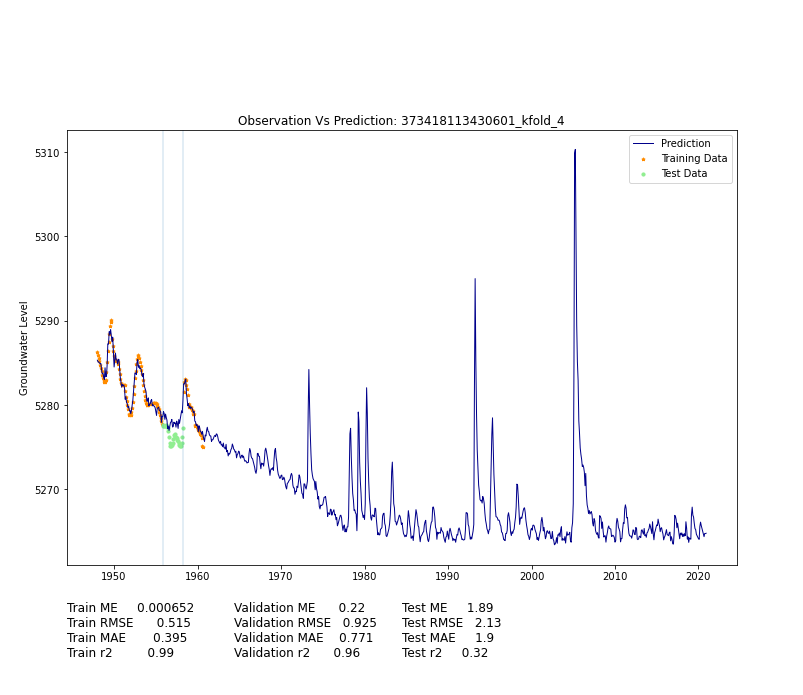 Observation Vs Prediction: 373418113430601_kfold_4
Prediction
Training Data
Test Data
5310
5300
5290
5280
5270
Groundwater Level
1950 1960 1970 1980 1990 2000 2010 2020
Train ME 0.000652 Validation ME 0.22 Test ME 1.89
Train RMSE 0.515 Validation RMSE 0.925 Test RMSE 2.13
Train MAE 0.395 Validation MAE 0.771 Test MAE 1.9
Train r2 0.99 Validation r2 0.96 Test r2 0.32